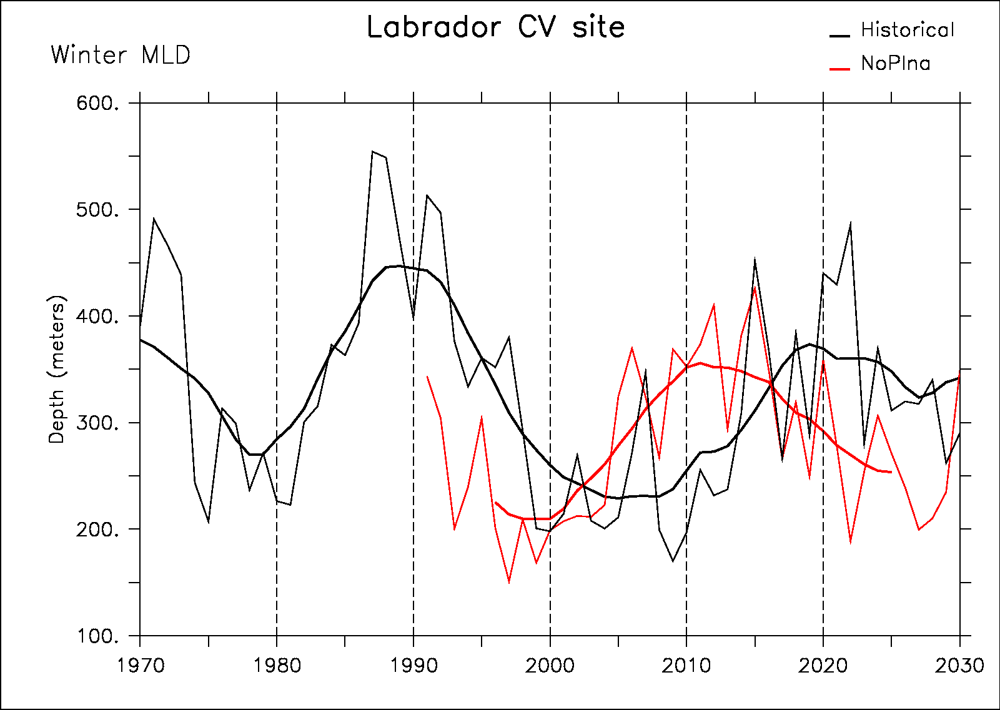 Labrador CV site
Historical
Winter MLD
NoPIna
600.
500.
400.
300.
200.
100.
Depth (meters)
1970 1980 1990 2000 2010 2020 2030